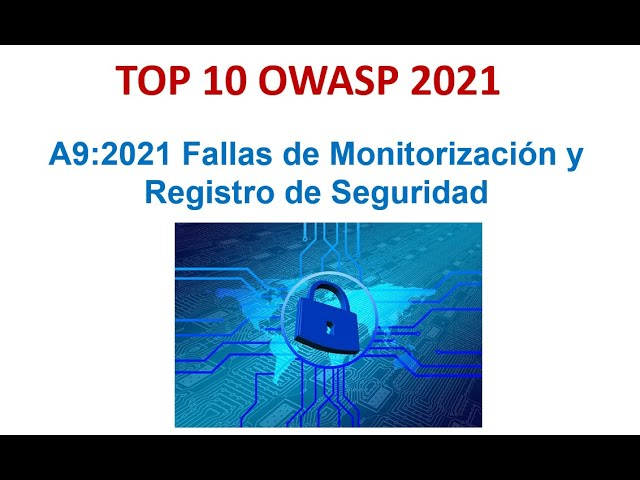 TOP 10 OWASP 2021
A9:2021 Fallas de Monitorización y
Registro de Seguridad